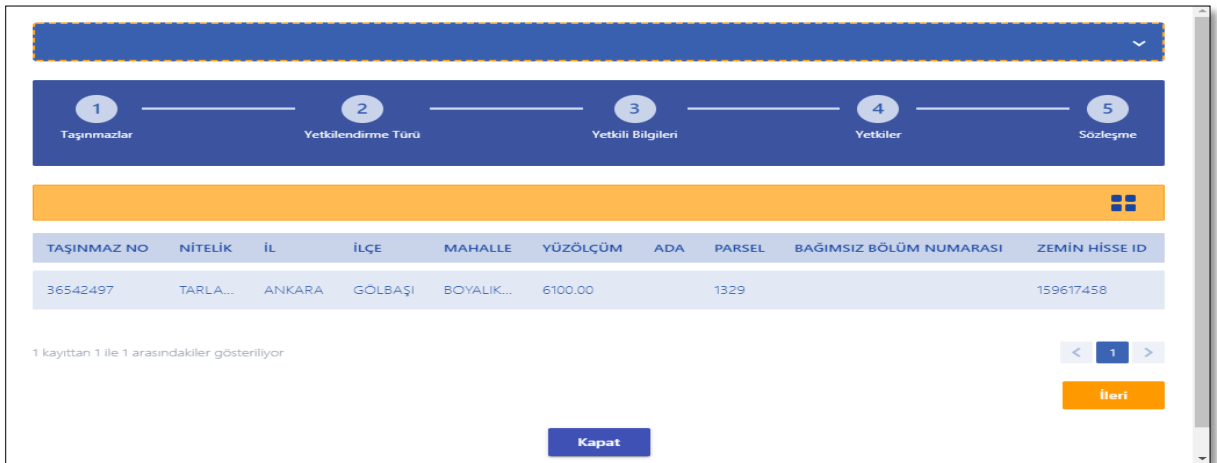 1 2 3 4 5
Taşınmazlar Yetkilendirme Türü Yetkili Bilgileri Yetkiler Sözleşme
TAŞINMAZ NO NİTELİK İL İLÇE MAHALLE YÜZÖLÇÜM ADA PARSEL BAĞIMSIZ BÖLÜM NUMARASI ZEMİN HİSSE ID
36542497 TARLA... ANKARA GÖLBAŞI BOYALIK... 6100.00 1329 159617458
1 kayıttan 1 ile 1 arasındakiler gösteriliyor < 1 >
İleri
Kapat